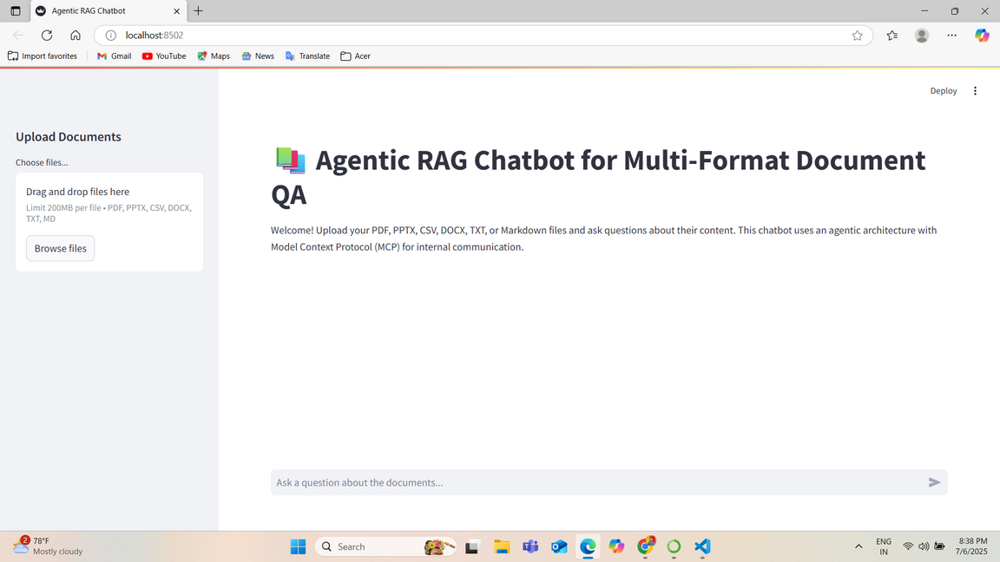 Agentic RAG Chatbot
localhost:8502
Import favorites
Gmail
YouTube
Maps
News
Translate
Acer
Deploy
Upload Documents
Choose files...
Drag and drop files here
Limit 200MB per file • PDF, PPTX, CSV, DOCX,
TXT, MD
Browse files
Agentic RAG Chatbot for Multi-Format Document
QA
Welcome! Upload your PDF, PPTX, CSV, DOCX, TXT, or Markdown files and ask questions about their content. This chatbot uses an agentic architecture with
Model Context Protocol (MCP) for internal communication.
Ask a question about the documents...
2
78°F
Mostly cloudy
Search
ENG
IN
8:38 PM
7/6/2025